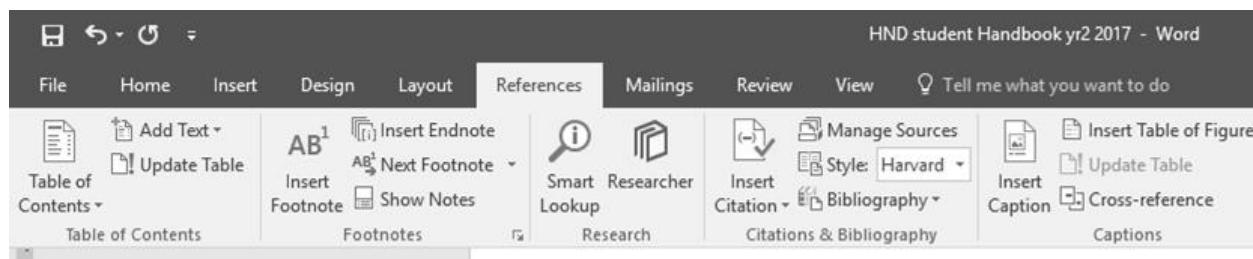 HND student Handbook yr2 2017 - Word
File Home Insert Design Layout References Mailings Review View Tell me what you want to do
Add Text
Update Table
Table of
Contents
Table of Contents
AB1
Insert
Footnote
Insert Endnote
AB1 Next Footnote
Show Notes
Footnotes
Smart
Lookup
Researcher
Research
Insert
Citation
Manage Sources
Style: Harvard
Bibliography
Citations & Bibliography
Insert
Caption
Insert Table of Figure
Update Table
Cross-reference
Captions